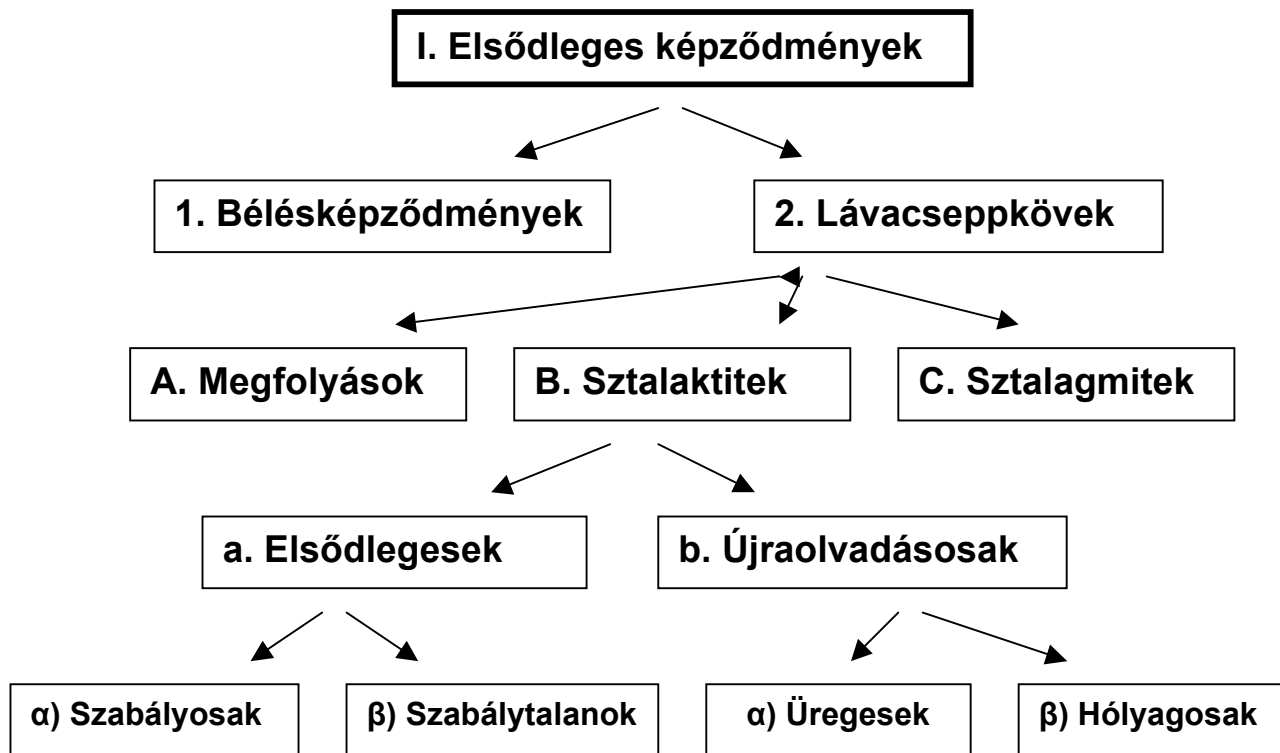 I. Elsődleges képződmények
1. Bélésképződmények
2. Lávacseppkövek
A. Megfolyások
B. Sztalaktitek
C. Sztalagmitek
a. Elsődlegesek
b. Újraolvadásosak
α) Szabályosak
β) Szabálytalanok
α) Üregesek
β) Hólyagosak